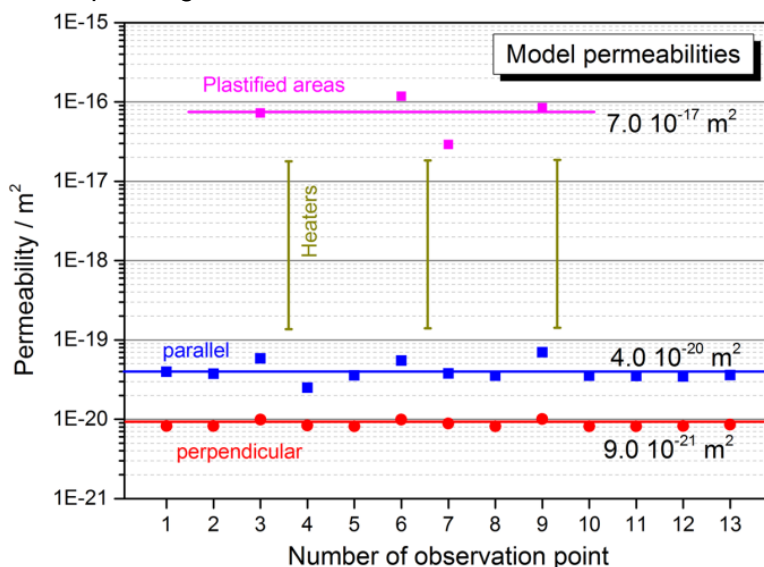 1E-15
Model permeabilities
Plastified areas
1E-16
7.0 10⁻¹⁷ m²
1E-17
Heaters
Permeability / m²
1E-18
1E-19
parallel
4.0 10⁻²⁰ m²
1E-20
perpendicular
9.0 10⁻²¹ m²
1E-21
1 2 3 4 5 6 7 8 9 10 11 12 13
Number of observation point